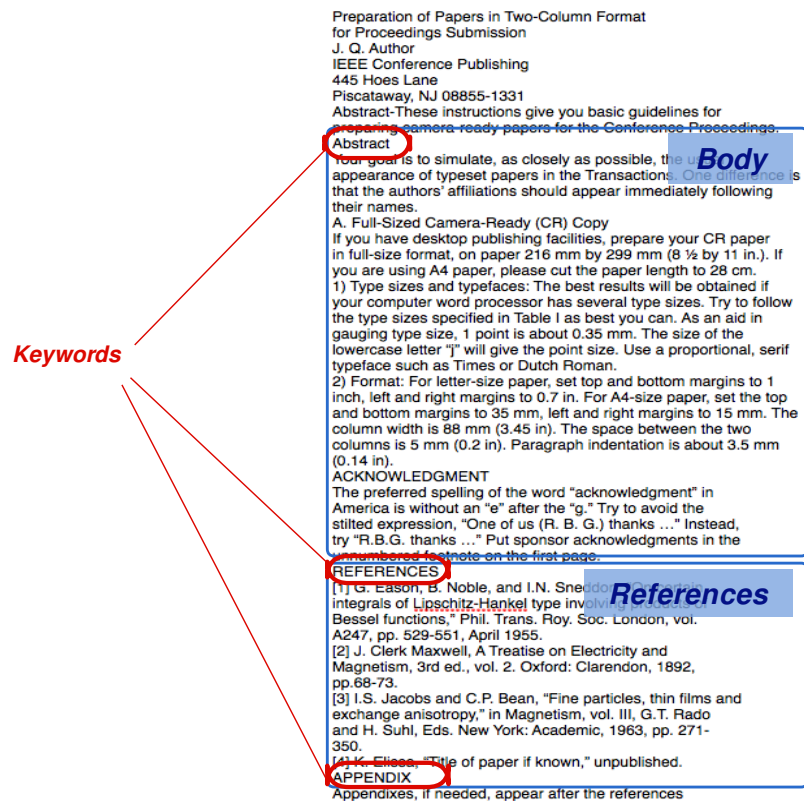 Preparation of Papers in Two-Column Format
for Proceedings Submission
J. Q. Author
IEEE Conference Publishing
445 Hoes Lane
Piscataway, NJ 08855-1331
Abstract-These instructions give you basic guidelines for
preparing camera-ready papers for the Conference Proceedings.
Abstract
Body
Your goal is to simulate, as closely as possible, the usual
appearance of typeset papers in the Transactions. One difference is
that the authors' affiliations should appear immediately following
their names.
A. Full-Sized Camera-Ready (CR) Copy
If you have desktop publishing facilities, prepare your CR paper
in full-size format, on paper 216 mm by 299 mm (8 ½ by 11 in.). If
you are using A4 paper, please cut the paper length to 28 cm.
1) Type sizes and typefaces: The best results will be obtained if
your computer word processor has several type sizes. Try to follow
the type sizes specified in Table I as best you can. As an aid in
gauging type size, 1 point is about 0.35 mm. The size of the
lowercase letter “j” will give the point size. Use a proportional, serif
typeface such as Times or Dutch Roman.
Keywords
2) Format: For letter-size paper, set top and bottom margins to 1
inch, left and right margins to 0.7 in. For A4-size paper, set the top
and bottom margins to 35 mm, left and right margins to 15 mm. The
column width is 88 mm (3.45 in). The space between the two
columns is 5 mm (0.2 in). Paragraph indentation is about 3.5 mm
(0.14 in).
ACKNOWLEDGMENT
The preferred spelling of the word “acknowledgment” in
America is without an “e” after the “g.” Try to avoid the
stilted expression, “One of us (R. B. G.) thanks ...” Instead,
try “R.B.G. thanks ...” Put sponsor acknowledgments in the
unnumbered footnote on the first page.
REFERENCES
References
[1] G. Eason, B. Noble, and I.N. Sneddon, “On certain
integrals of Lipschitz-Hankel type involving products of
Bessel functions,” Phil. Trans. Roy. Soc. London, vol.
A247, pp. 529-551, April 1955.
[2] J. Clerk Maxwell, A Treatise on Electricity and
Magnetism, 3rd ed., vol. 2. Oxford: Clarendon, 1892,
pp.68-73.
[3] I.S. Jacobs and C.P. Bean, “Fine particles, thin films and
exchange anisotropy,” in Magnetism, vol. III, G.T. Rado
and H. Suhl, Eds. New York: Academic, 1963, pp. 271-
350.
[4] K. Elissa, “Title of paper if known,” unpublished.
APPENDIX
Appendixes, if needed, appear after the references